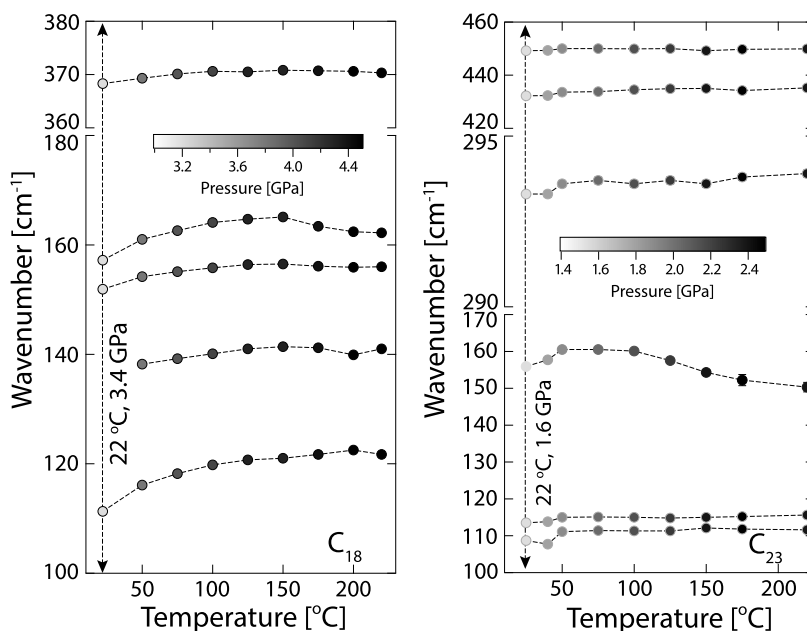 380
370
360
180
160
140
120
100
Wavenumber [cm⁻¹]
3.2 3.6 4.0 4.4
Pressure [GPa]
22 °C, 3.4 GPa
C₁₈
50 100 150 200
Temperature [°C]
460
440
420
295
290
170
160
150
140
130
120
110
100
Wavenumber [cm⁻¹]
1.4 1.6 1.8 2.0 2.2 2.4
Pressure [GPa]
22 °C, 1.6 GPa
C₂₃
50 100 150 200
Temperature [°C]